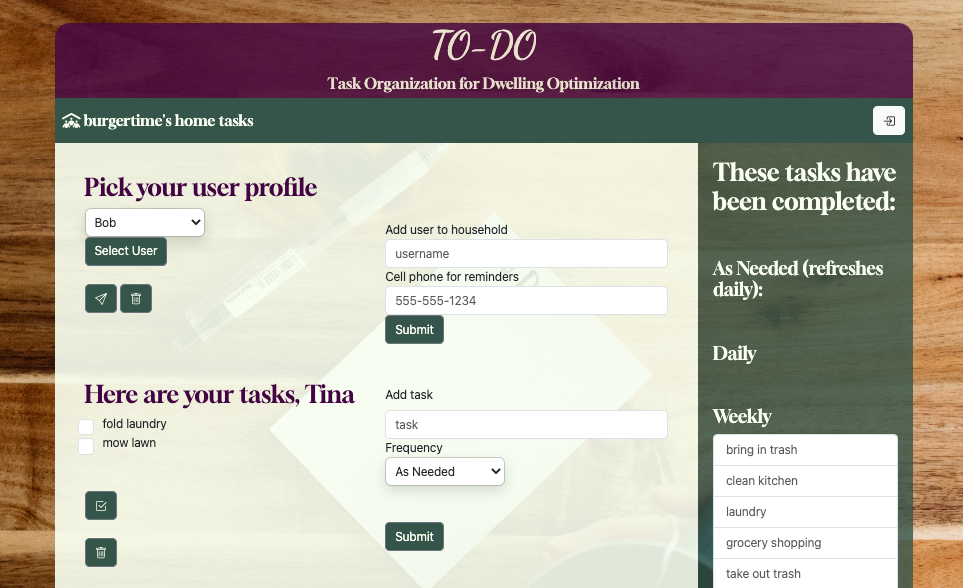 TO-DO
Task Organization for Dwelling Optimization
burgertime's home tasks
Pick your user profile
Bob
Select User
Add user to household
username
Cell phone for reminders
555-555-1234
Submit
Here are your tasks, Tina
fold laundry
mow lawn
Add task
task
Frequency
As Needed
Submit
These tasks have
been completed:
As Needed (refreshes
daily):
Daily
Weekly
bring in trash
clean kitchen
laundry
grocery shopping
take out trash